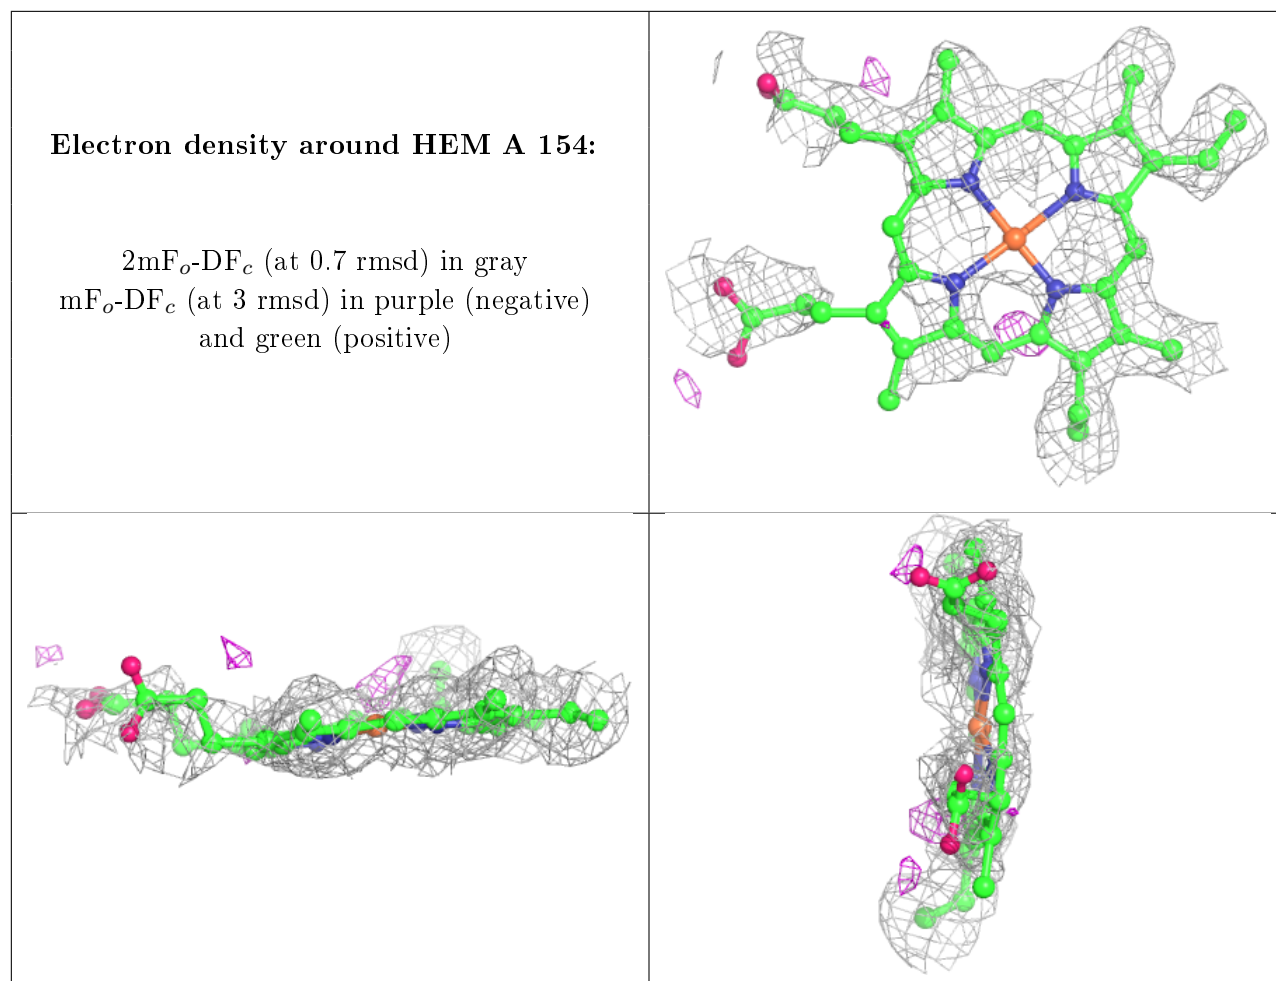 Electron density around HEM A 154:
2mFo-DFc (at 0.7 rmsd) in gray
mFo-DFc (at 3 rmsd) in purple (negative)
and green (positive)